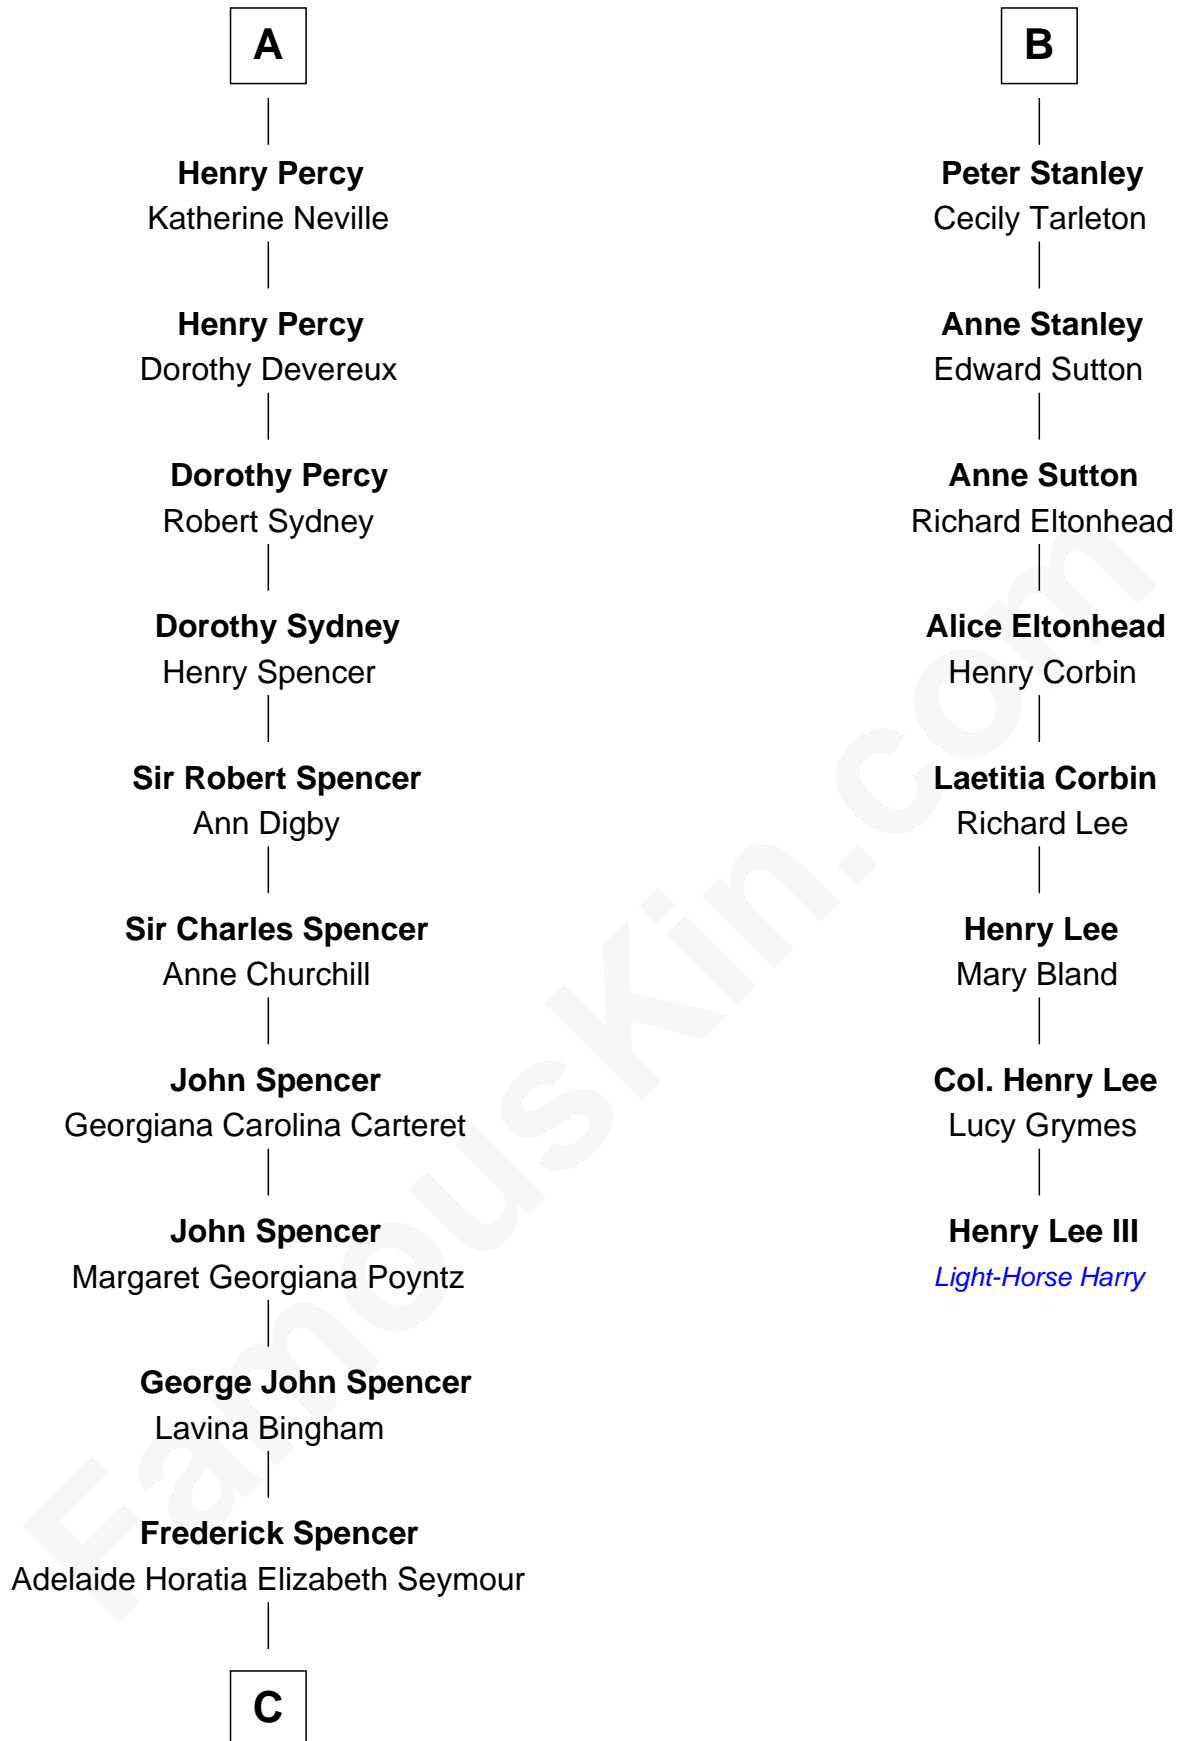 A
Henry Percy
Katherine Neville
Henry Percy
Dorothy Devereux
Dorothy Percy
Robert Sydney
Dorothy Sydney
Henry Spencer
Sir Robert Spencer
Ann Digby
Sir Charles Spencer
Anne Churchill
John Spencer
Georgiana Carolina Carteret
John Spencer
Margaret Georgiana Poyntz
George John Spencer
Lavina Bingham
Frederick Spencer
Adelaide Horatia Elizabeth Seymour
C
B
Peter Stanley
Cecily Tarleton
Anne Stanley
Edward Sutton
Anne Sutton
Richard Eltonhead
Alice Eltonhead
Henry Corbin
Laetitia Corbin
Richard Lee
Henry Lee
Mary Bland
Col. Henry Lee
Lucy Grymes
Henry Lee III
Light-Horse Harry
FamousKin.com